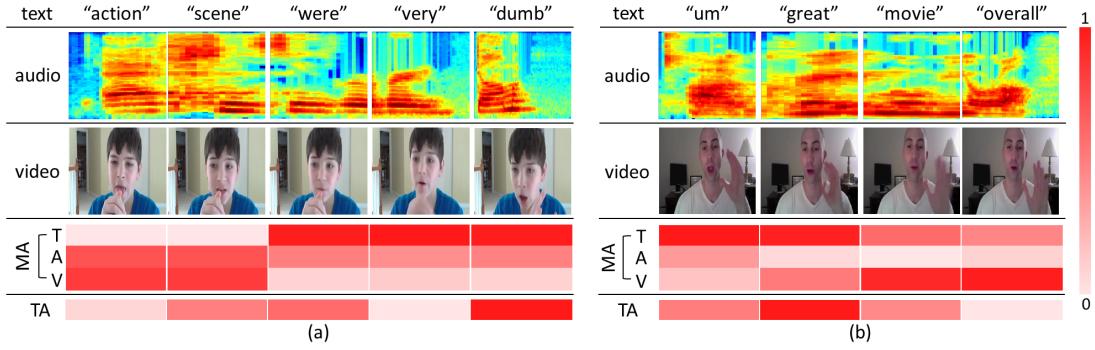 text "action" "scene" "were" "very" "dumb"
audio
video
MA
T
A
V
TA
(a)
text "um" "great" "movie" "overall"
audio
video
MA
T
A
V
TA
(b)
1
0